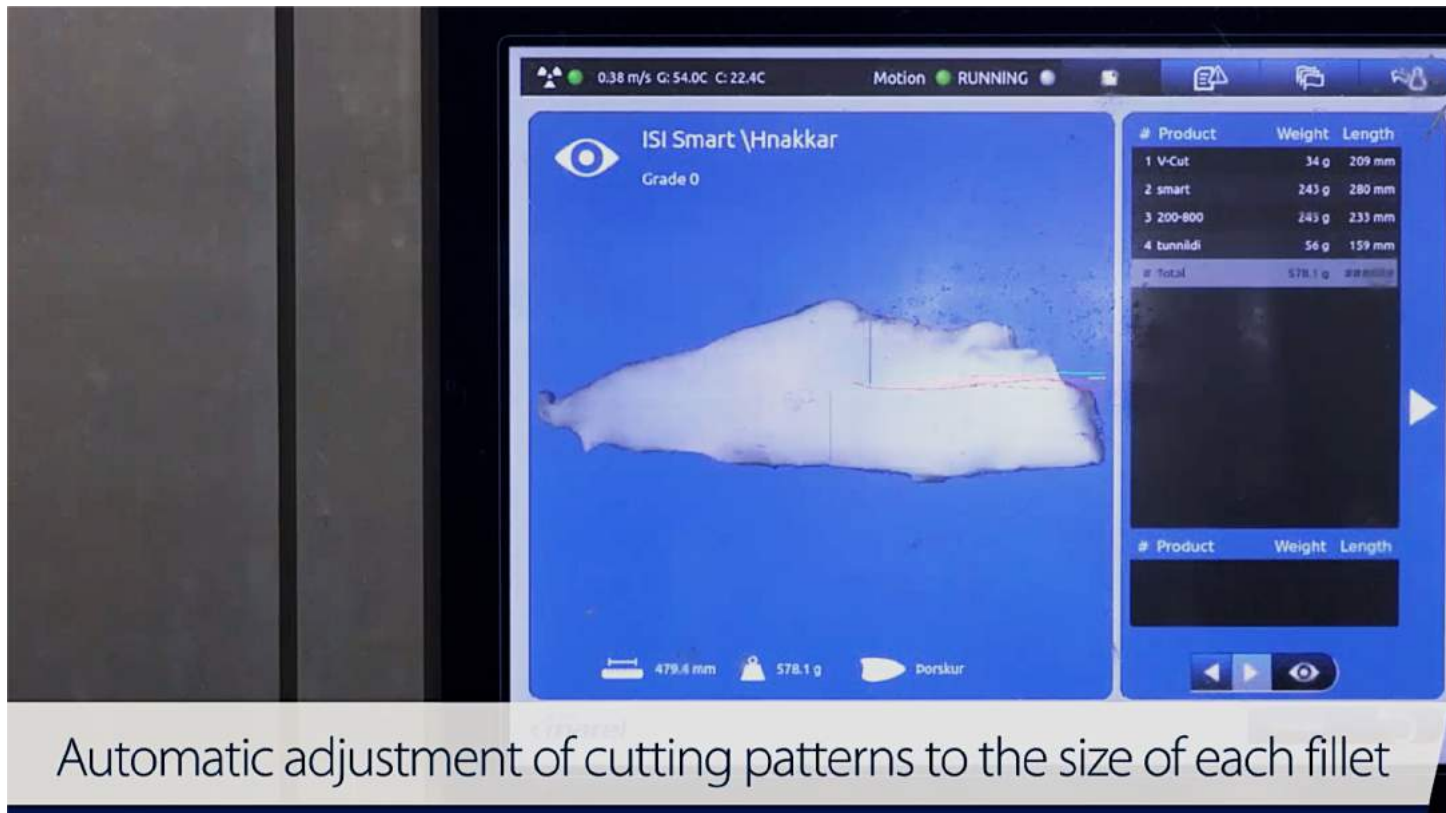 0.38 m/s G: 54.0C C: 22.4C Motion RUNNING
ISI Smart \Hnakkar
Grade 0
# Product Weight Length
1 V-Cut 34 g 209 mm
2 smart 243 g 280 mm
3 200-800 245 g 233 mm
4 tunnildi 56 g 159 mm
# Total 578.1 g #######
# Product Weight Length
479.4 mm 578.1 g Þorskur
marel
Automatic adjustment of cutting patterns to the size of each fillet